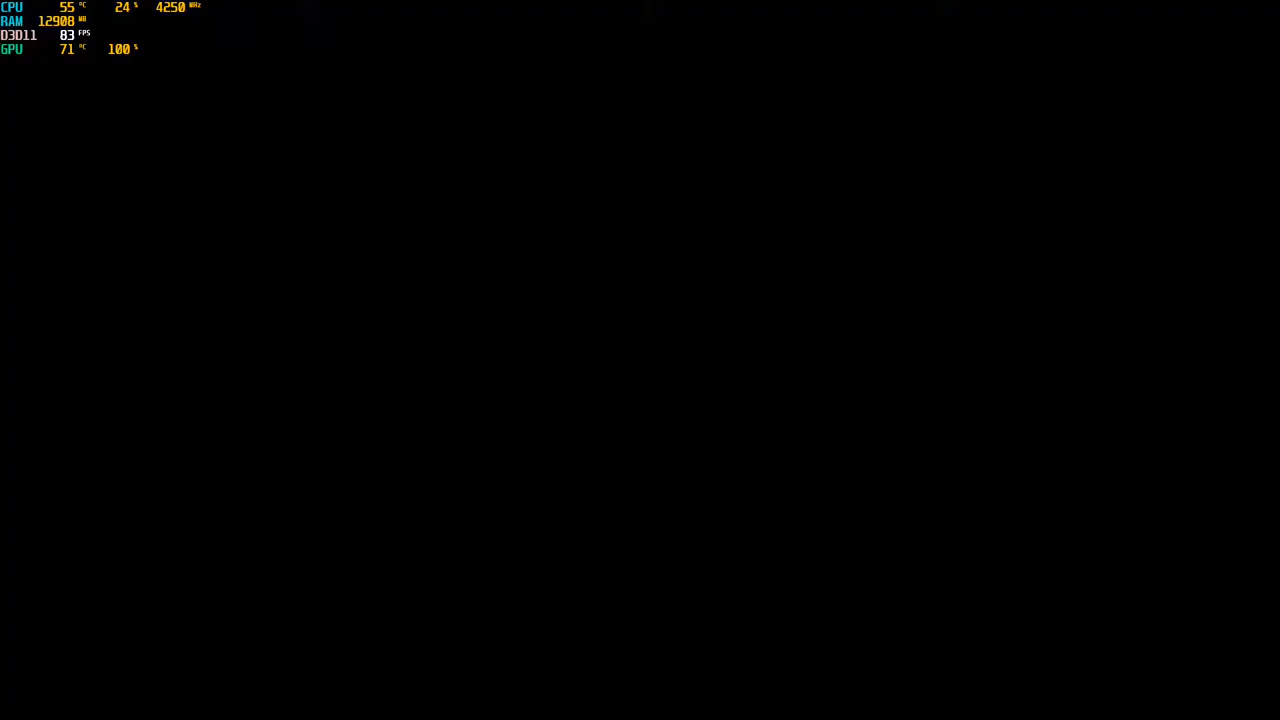 CPU 55 °C 24 % 4250 MHz
RAM 12908 MB
D3D11 83 FPS
GPU 71 °C 100 %